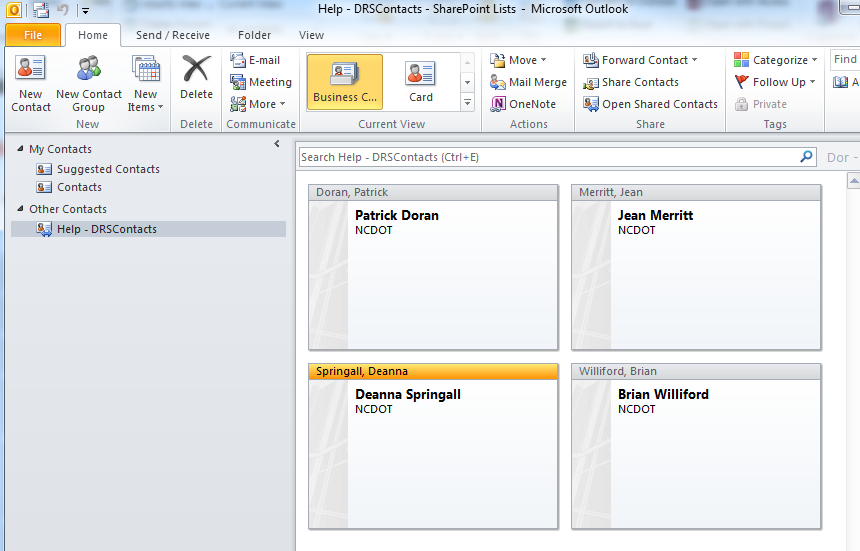 Help - DRSContacts - SharePoint Lists - Microsoft Outlook
File Home Send / Receive Folder View
New Contact
New Contact Group
New Items
New
Delete
Delete
E-mail
Meeting
More
Communicate
Business C...
Card
Current View
Move
Mail Merge
OneNote
Actions
Forward Contact
Share Contacts
Open Shared Contacts
Share
Categorize
Follow Up
Private
Tags
Find
A
My Contacts
Suggested Contacts
Contacts
Other Contacts
Help - DRSContacts
Search Help - DRSContacts (Ctrl+E)
Dor -
Doran, Patrick
Patrick Doran
NCDOT
Merritt, Jean
Jean Merritt
NCDOT
Springall, Deanna
Deanna Springall
NCDOT
Williford, Brian
Brian Williford
NCDOT